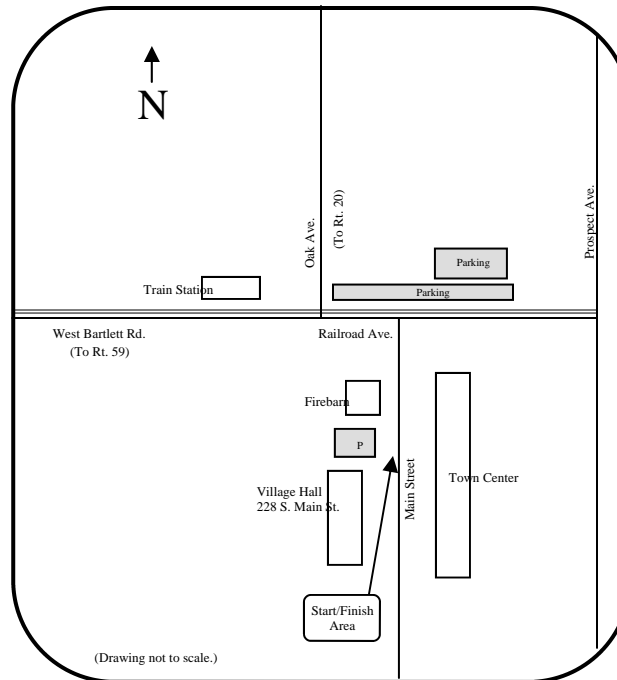 N
Oak Ave.
(To Rt. 20)
Prospect Ave.
Parking
Parking
Train Station
West Bartlett Rd.
(To Rt. 59)
Railroad Ave.
Firebarn
P
Main Street
Town Center
Village Hall
228 S. Main St.
Start/Finish
Area
(Drawing not to scale.)